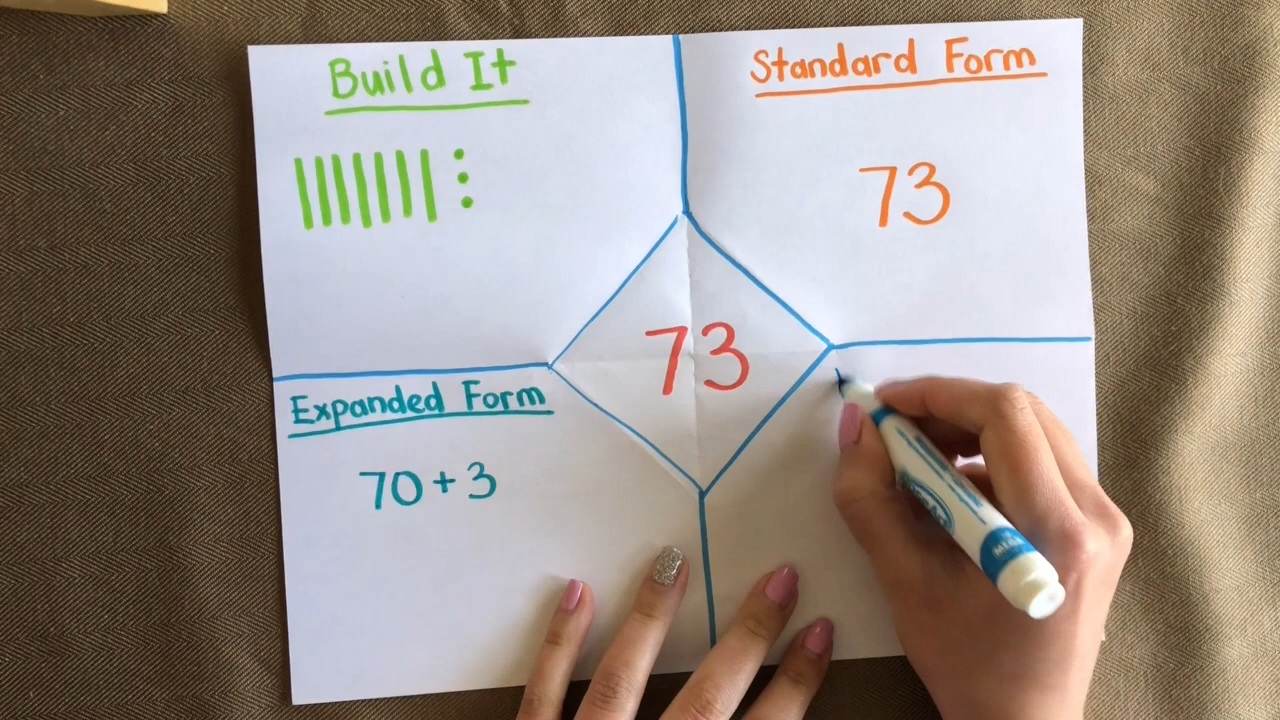 Build It
Standard Form
73
73
Expanded Form
70 + 3